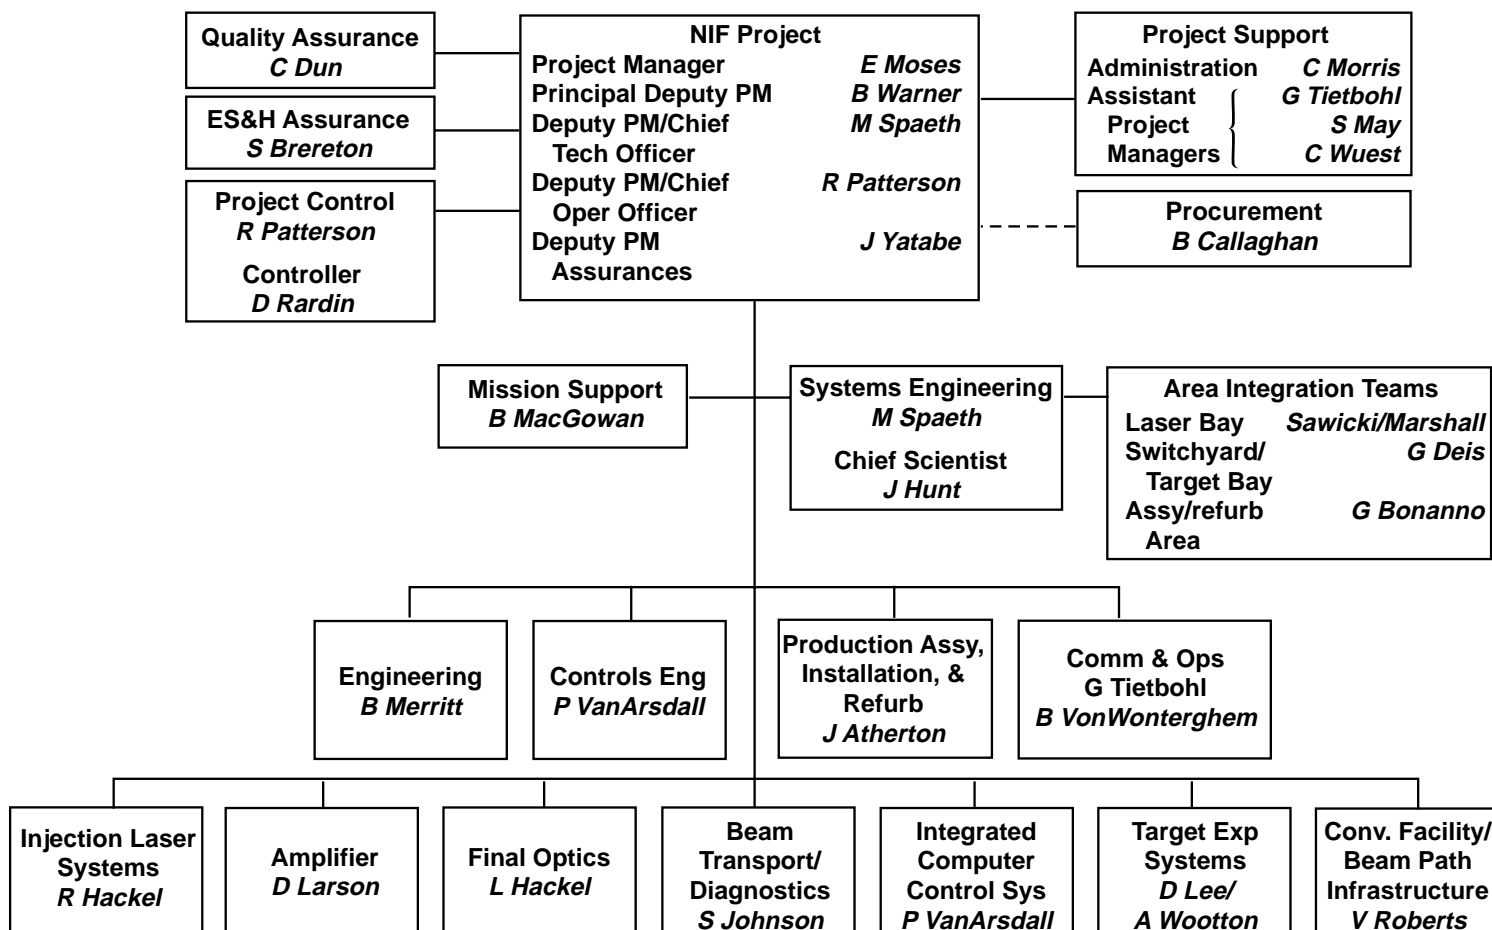 Quality Assurance
C Dun
ES&H Assurance
S Brereton
Project Control
R Patterson
Controller
D Rardin
NIF Project
Project Manager E Moses
Principal Deputy PM B Warner
Deputy PM/Chief M Spaeth
Tech Officer
Deputy PM/Chief R Patterson
Oper Officer
Deputy PM J Yatabe
Assurances
Project Support
Administration C Morris
Assistant G Tietbohl
Project S May
Managers C Wuest
Procurement
B Callaghan
Mission Support
B MacGowan
Systems Engineering
M Spaeth
Chief Scientist
J Hunt
Area Integration Teams
Laser Bay Sawicki/Marshall
Switchyard/ G Deis
Target Bay
Assy/refurb G Bonanno
Area
Engineering
B Merritt
Controls Eng
P VanArsdall
Production Assy,
Installation, &
Refurb
J Atherton
Comm & Ops
G Tietbohl
B VonWonterghem
Injection Laser
Systems
R Hackel
Amplifier
D Larson
Final Optics
L Hackel
Beam
Transport/
Diagnostics
S Johnson
Integrated
Computer
Control Sys
P VanArsdall
Target Exp
Systems
D Lee/
A Wootton
Conv. Facility/
Beam Path
Infrastructure
V Roberts